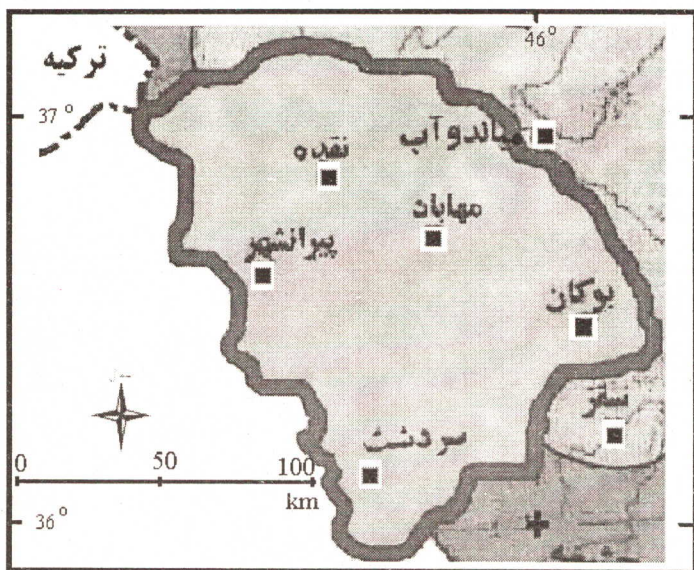 46°
ترکیه
37°
میاندوآب
نقده
مهاباد
پیرانشهر
بوکان
سقز
سردشت
0 50 100
km
36°